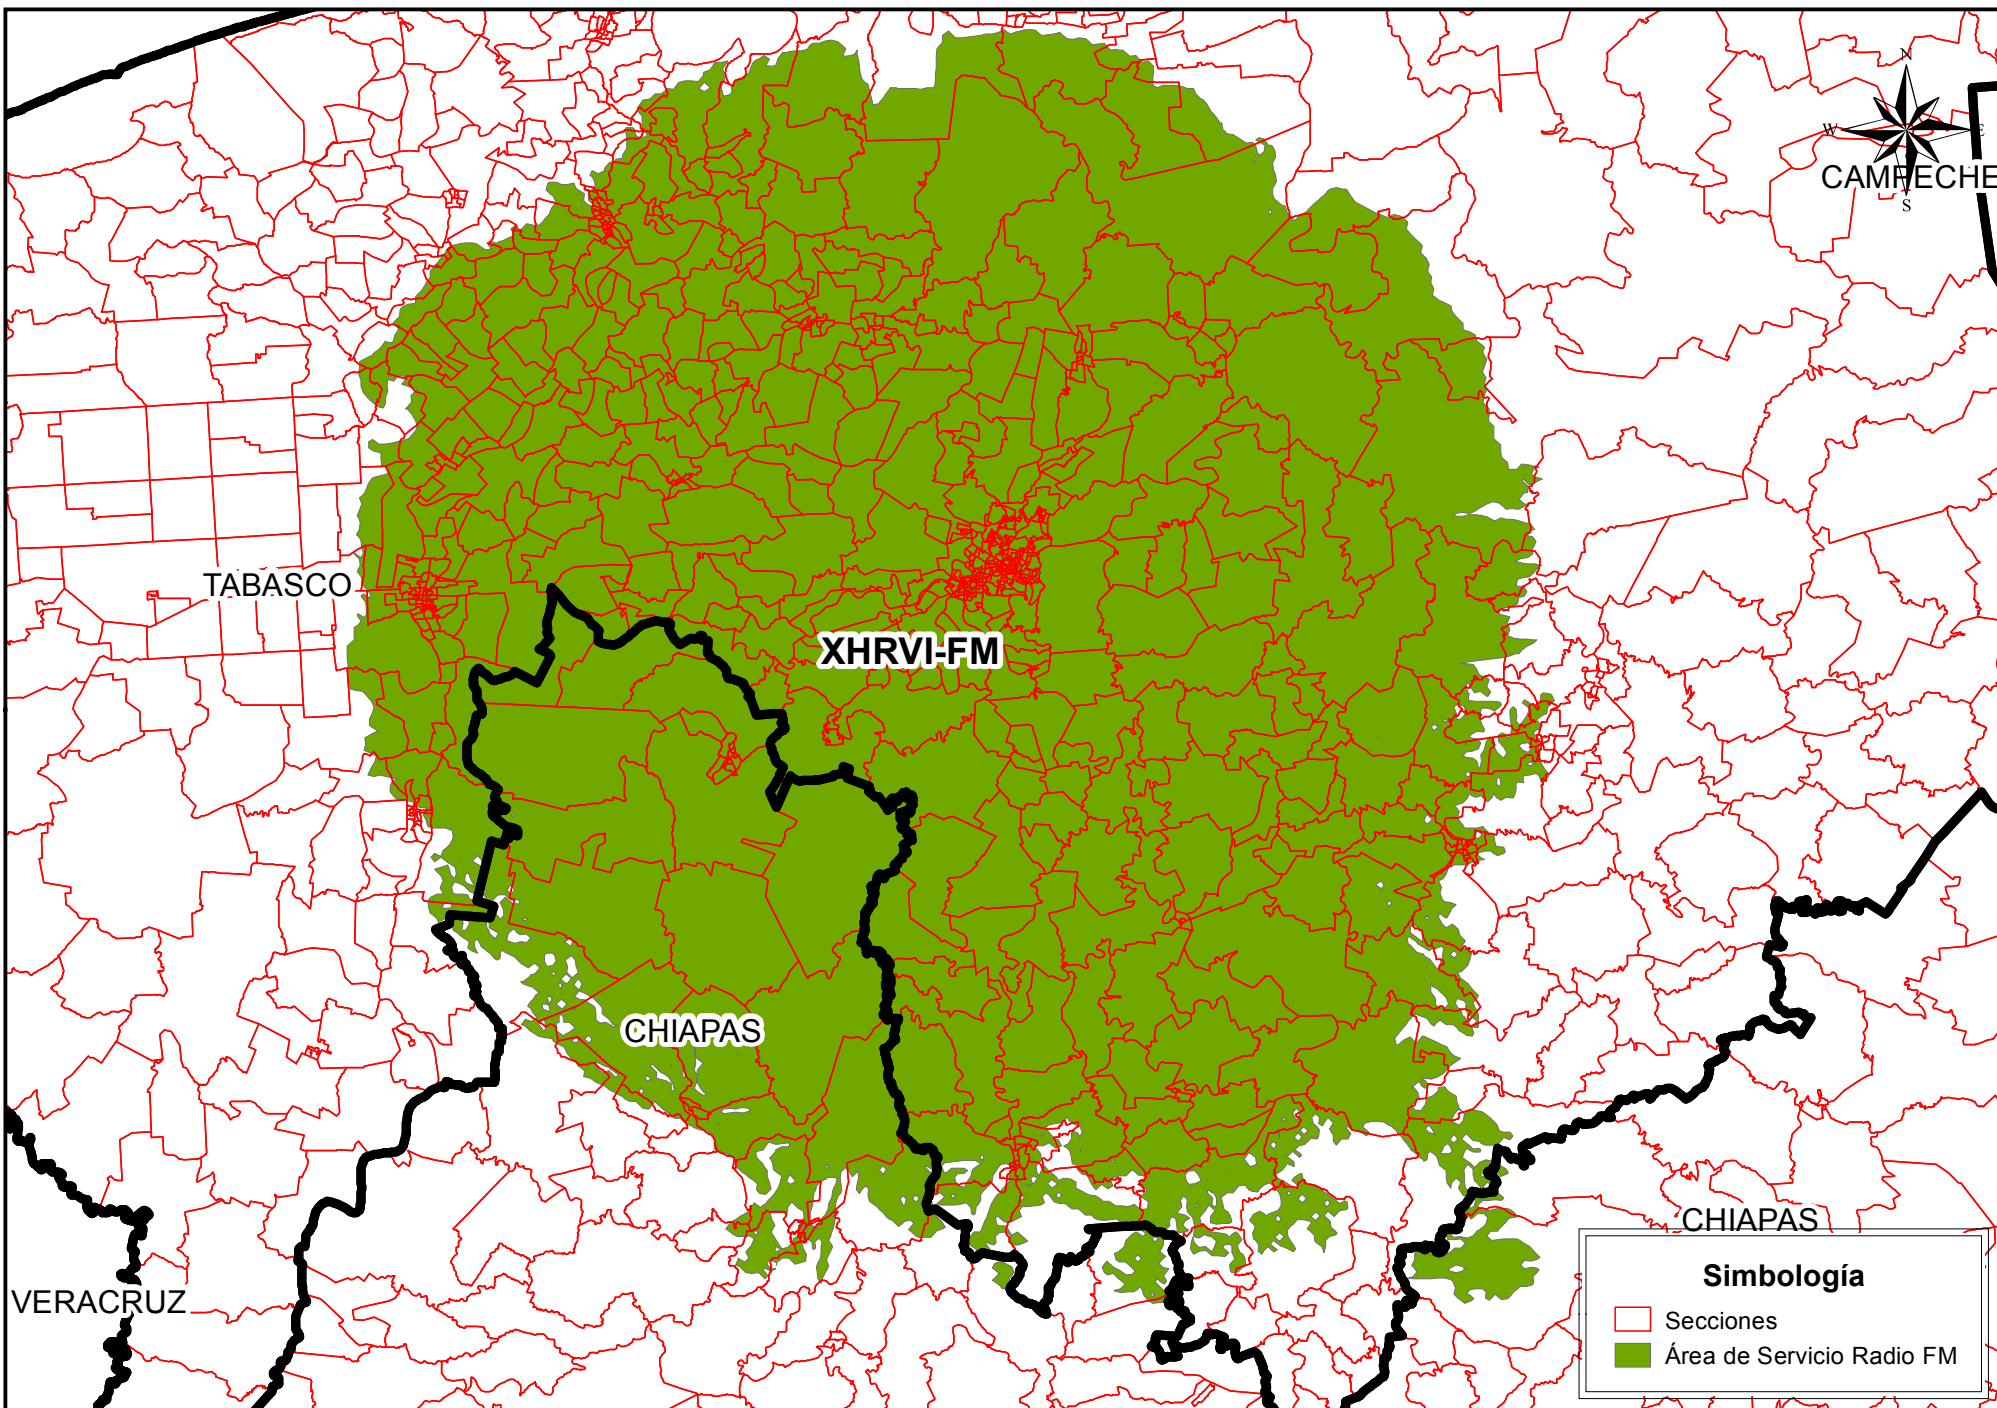 N
W
E
S
CAMPECHE
TABASCO
XHRVI-FM
CHIAPAS
CHIAPAS
VERACRUZ
Simbología
Secciones
Área de Servicio Radio FM